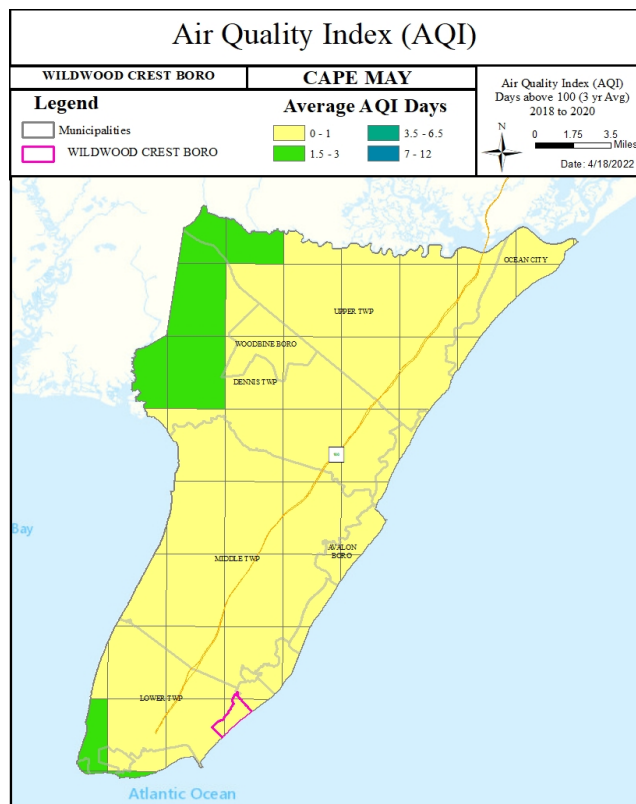 Air Quality Index (AQI)
WILDWOOD CREST BORO
CAPE MAY
Legend
Municipalities
WILDWOOD CREST BORO
Average AQI Days
0 - 1
3.5 - 6.5
1.5 - 3
7 - 12
Air Quality Index (AQI)
Days above 100 (3 yr Avg)
2018 to 2020
N
0 1.75 3.5
Miles
Date: 4/18/2022
OCEAN CITY
UPPER TWP
WOODBINE BORO
DENNIS TWP
Bay
AVALON
BORO
MIDDLE TWP
LOWER TWP
Atlantic Ocean